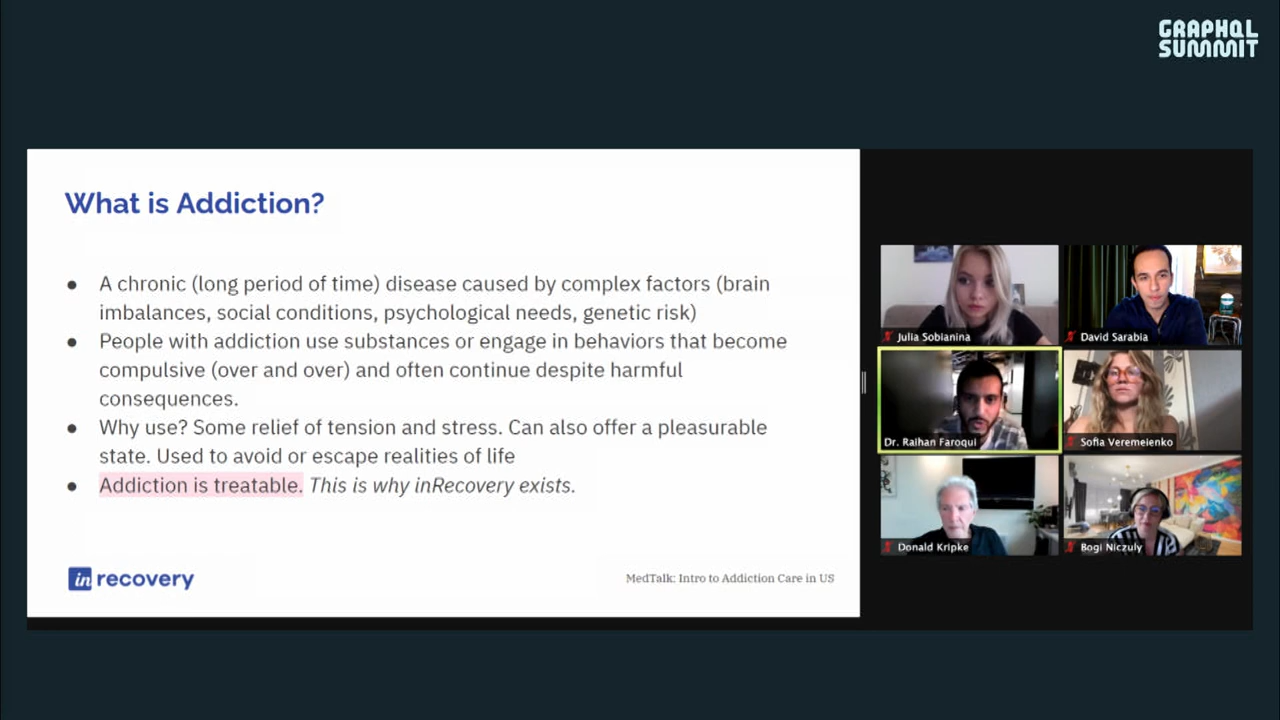 GRAPHQL
SUMMIT
What is Addiction?
● A chronic (long period of time) disease caused by complex factors (brain
imbalances, social conditions, psychological needs, genetic risk)
● People with addiction use substances or engage in behaviors that become
compulsive (over and over) and often continue despite harmful
consequences.
● Why use? Some relief of tension and stress. Can also offer a pleasurable
state. Used to avoid or escape realities of life
● Addiction is treatable. This is why inRecovery exists.
in recovery
MedTalk: Intro to Addiction Care in US
Julia Sobianina
David Sarabia
Dr. Raihan Faroqui
Sofia Veremeienko
Donald Kripke
Bogi Niczuly